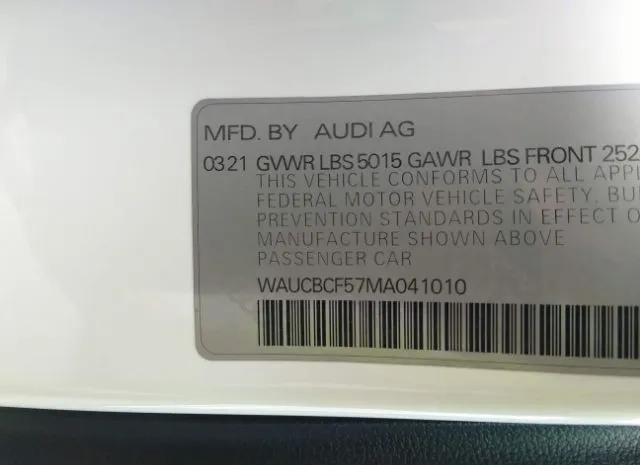 MFD. BY AUDI AG
0321 GVWR LBS 5015 GAWR LBS FRONT 252
THIS VEHICLE CONFORMS TO ALL APPL
FEDERAL MOTOR VEHICLE SAFETY, BU
PREVENTION STANDARDS IN EFFECT O
MANUFACTURE SHOWN ABOVE
PASSENGER CAR
WAUCBCF57MA041010